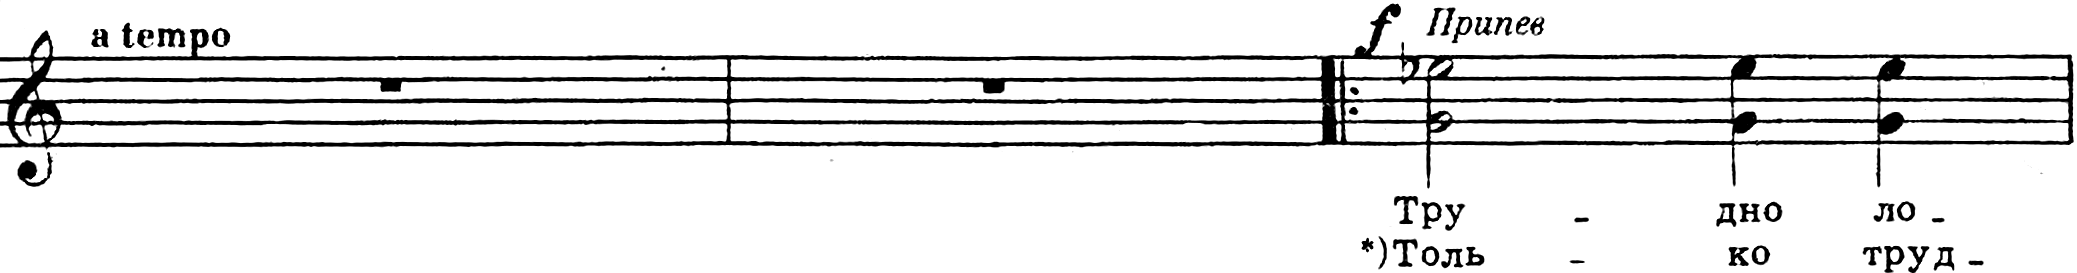 a tempo
f Припев
Тру - дно ло -
*) Толь - ко труд -